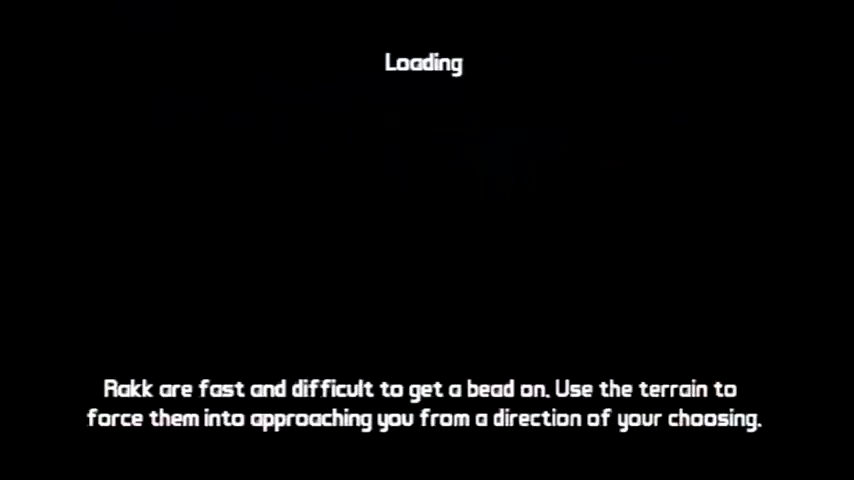 Loading
Rakk are fast and difficult to get a bead on. Use the terrain to
force them into approaching you from a direction of your choosing.